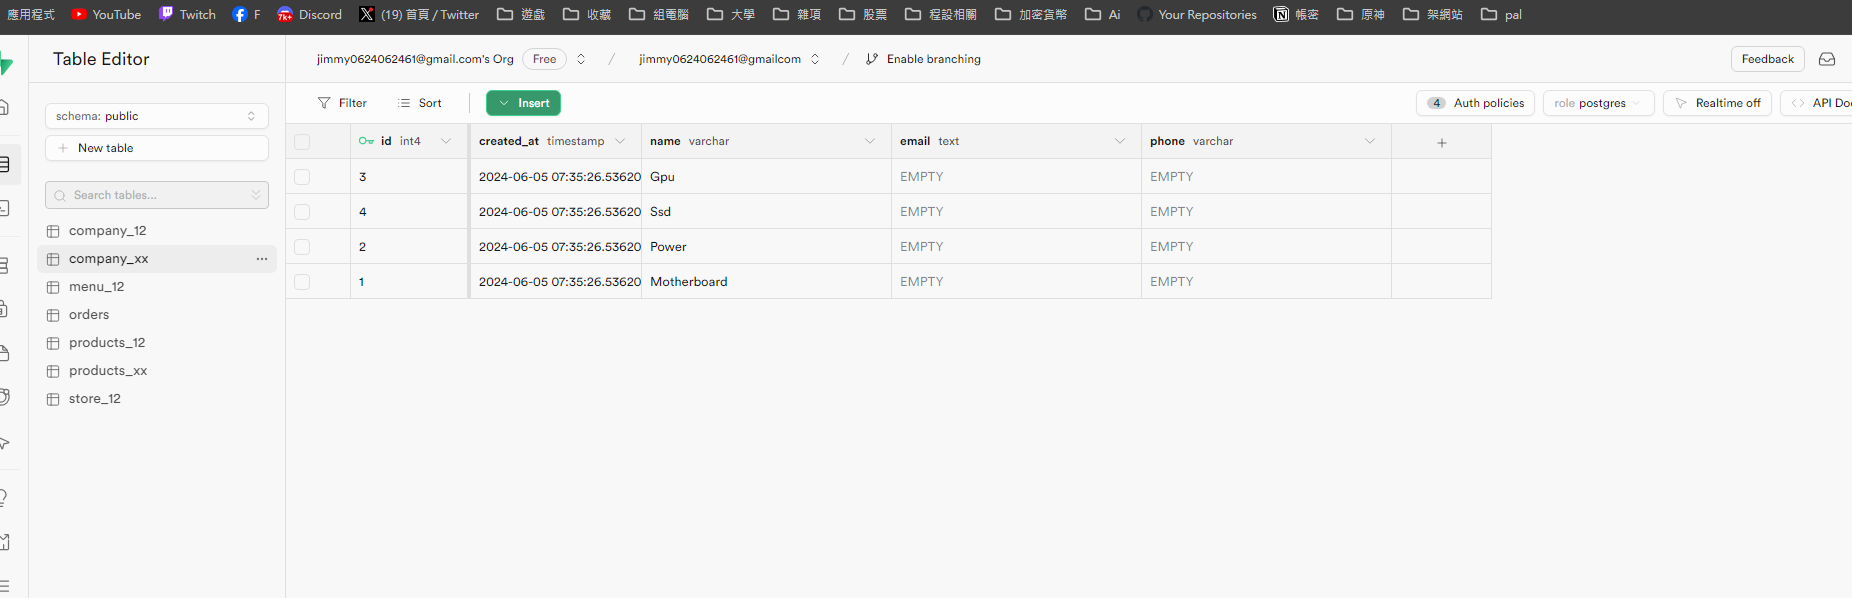 應用程式 YouTube Twitch F Discord (19) 首頁 / Twitter 遊戲 收藏 組電腦 大學 雜項 股票 程設相關 加密貨幣 Ai Your Repositories 帳密 原神 架網站 pal
Table Editor
jimmy0624062461@gmail.com's Org Free / jimmy0624062461@gmailcom / Enable branching Feedback
Filter Sort Insert 4 Auth policies role postgres Realtime off API Doc
schema: public
New table
Search tables...
company_12
company_xx
menu_12
orders
products_12
products_xx
store_12
id int4 created_at timestamp name varchar email text phone varchar
3 2024-06-05 07:35:26.53620 Gpu EMPTY EMPTY
4 2024-06-05 07:35:26.53620 Ssd EMPTY EMPTY
2 2024-06-05 07:35:26.53620 Power EMPTY EMPTY
1 2024-06-05 07:35:26.53620 Motherboard EMPTY EMPTY